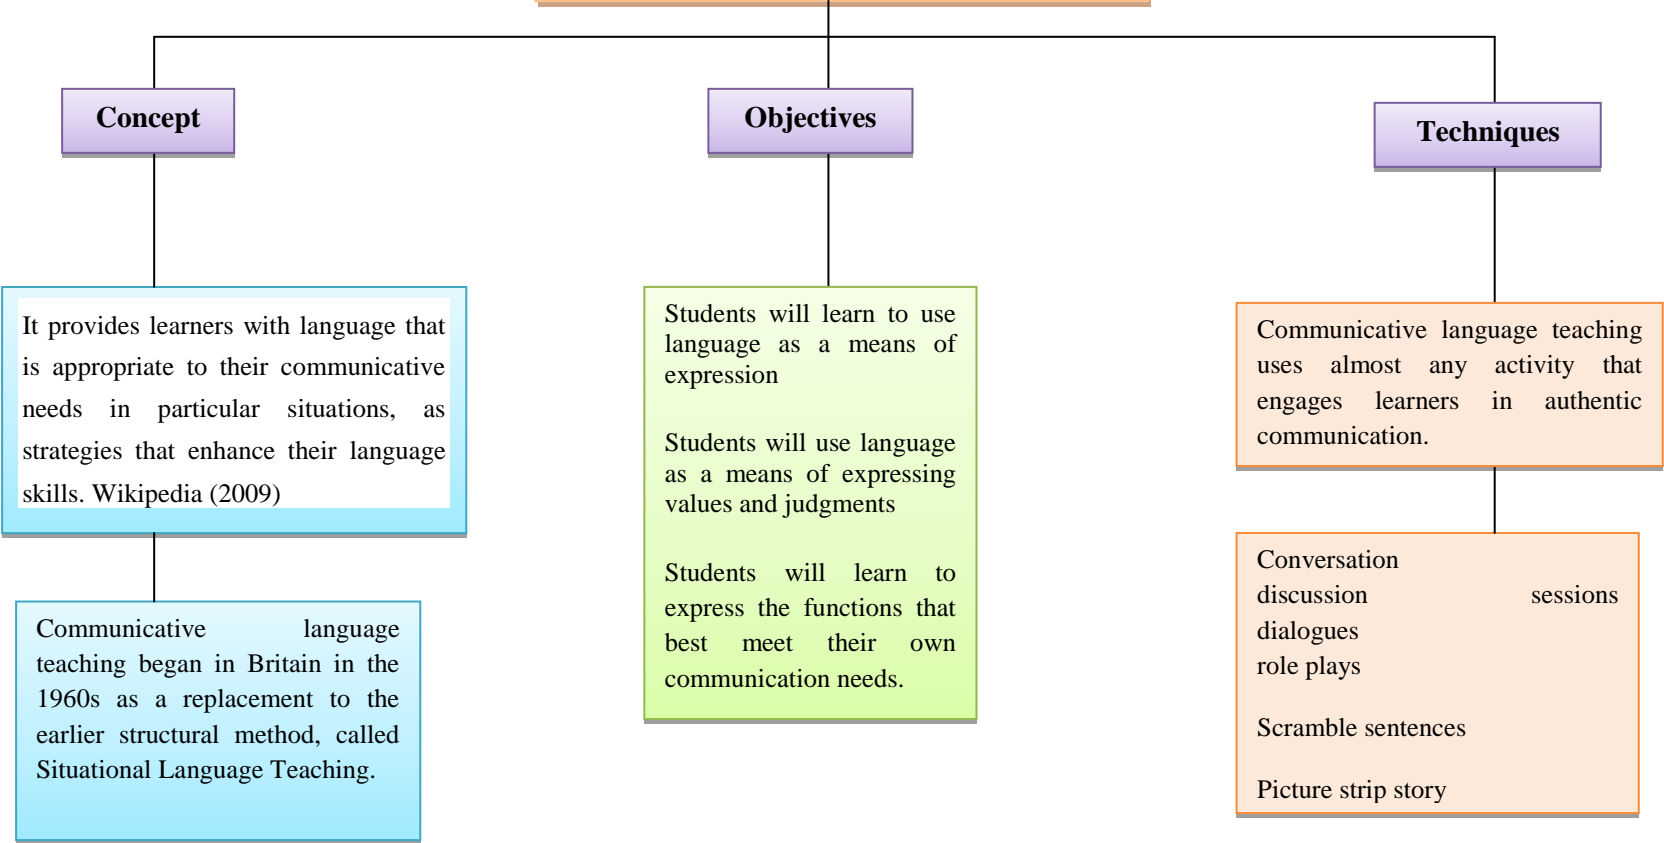 Concept
Objectives
Techniques
It provides learners with language that
is appropriate to their communicative
needs in particular situations, as
strategies that enhance their language
skills. Wikipedia (2009)
Communicative language
teaching began in Britain in the
1960s as a replacement to the
earlier structural method, called
Situational Language Teaching.
Students will learn to use
language as a means of
expression
Students will use language
as a means of expressing
values and judgments
Students will learn to
express the functions that
best meet their own
communication needs.
Communicative language teaching
uses almost any activity that
engages learners in authentic
communication.
Conversation
discussion sessions
dialogues
role plays
Scramble sentences
Picture strip story